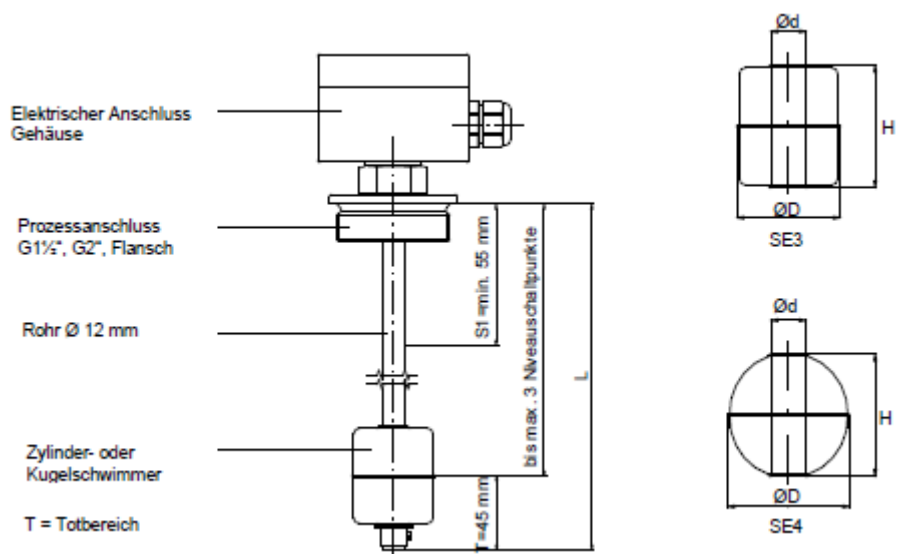 Elektrischer Anschluss
Gehäuse
Prozessanschluss
G1½", G2", Flansch
Rohr Ø 12 mm
Zylinder- oder
Kugelschwimmer
T = Totbereich
S1 =min. 55 mm
bis max. 3 Niveauschaltpunkte
L
T=45 mm
Ød
H
ØD
SE3
Ød
H
ØD
SE4